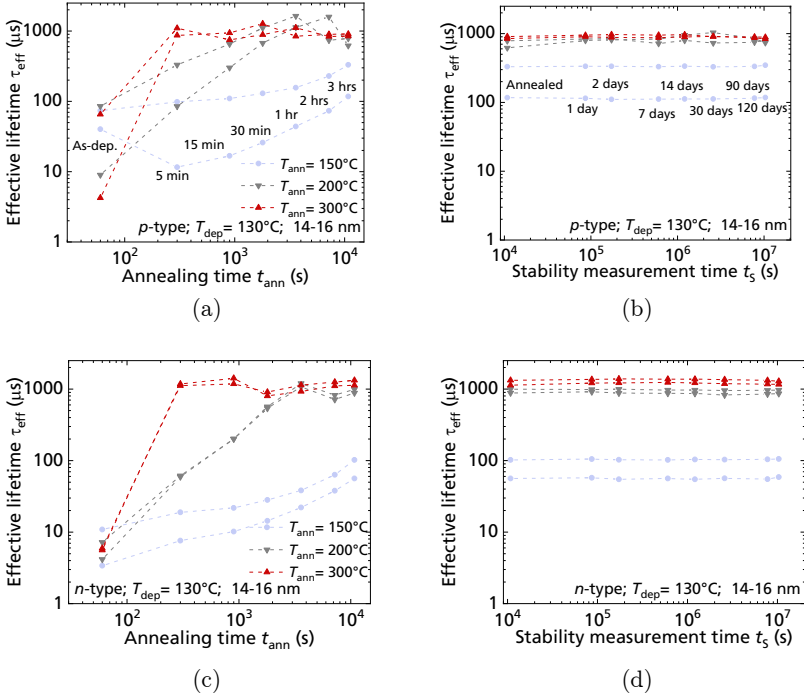 Effective lifetime τeff (μs)
1000
100
10
1
As-dep.
5 min
15 min
30 min
1 hr
2 hrs
3 hrs
Tann= 150°C
Tann= 200°C
Tann= 300°C
p-type; Tdep= 130°C; 14-16 nm
10² 10³ 10⁴
Annealing time tann (s)
(a)
Effective lifetime τeff (μs)
1000
100
10
1
Annealed
1 day
2 days
7 days
14 days
30 days
90 days
120 days
p-type; Tdep= 130°C; 14-16 nm
10⁴ 10⁵ 10⁶ 10⁷
Stability measurement time tS (s)
(b)
Effective lifetime τeff (μs)
1000
100
10
1
Tann= 150°C
Tann= 200°C
Tann= 300°C
n-type; Tdep= 130°C; 14-16 nm
10² 10³ 10⁴
Annealing time tann (s)
(c)
Effective lifetime τeff (μs)
1000
100
10
1
n-type; Tdep= 130°C; 14-16 nm
10⁴ 10⁵ 10⁶ 10⁷
Stability measurement time tS (s)
(d)